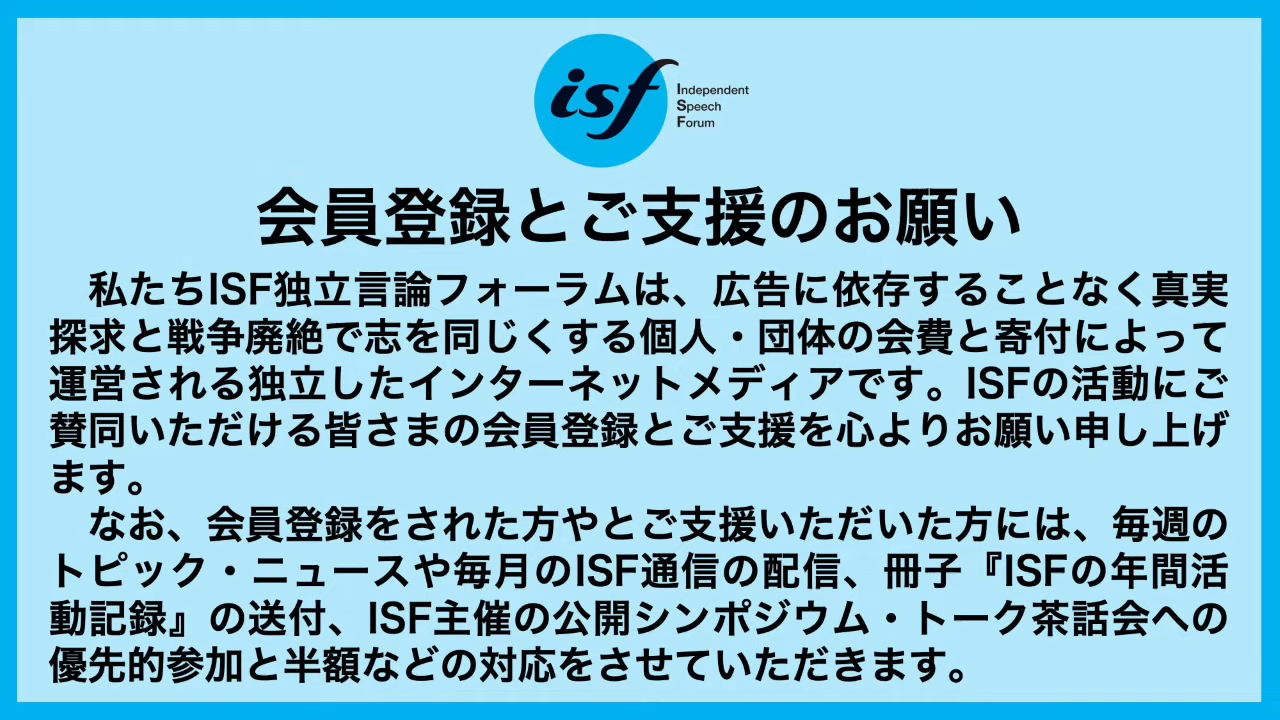 isf
Independent
Speech
Forum
会員登録とご支援のお願い
　私たちISF独立言論フォーラムは、広告に依存することなく真実
探求と戦争廃絶で志を同じくする個人・団体の会費と寄付によって
運営される独立したインターネットメディアです。ISFの活動にご
賛同いただける皆さまの会員登録とご支援を心よりお願い申し上げ
ます。
　なお、会員登録をされた方やとご支援いただいた方には、毎週の
トピック・ニュースや毎月のISF通信の配信、冊子『ISFの年間活
動記録』の送付、ISF主催の公開シンポジウム・トーク茶話会への
優先的参加と半額などの対応をさせていただきます。